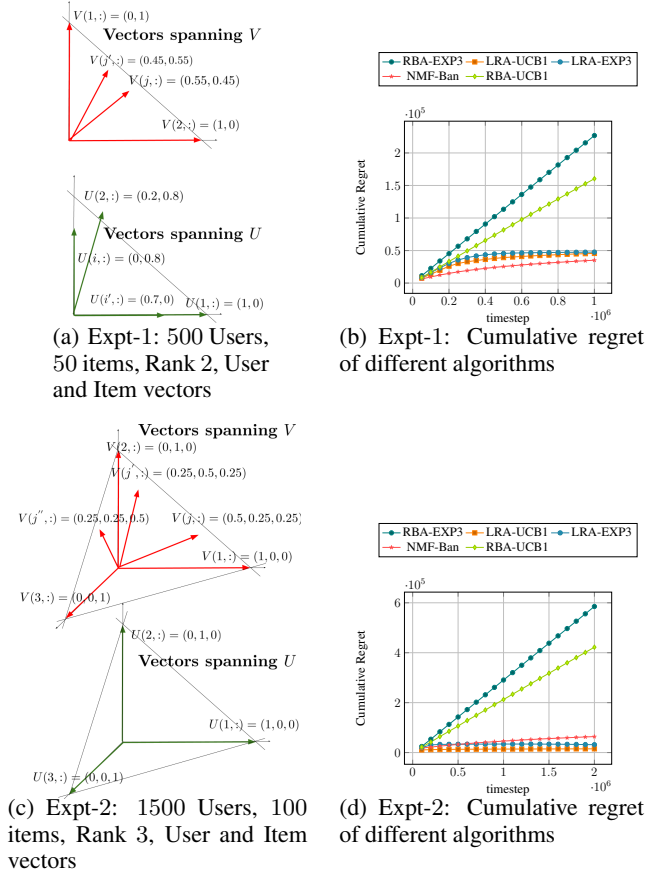 V(1,:) = (0,1)
Vectors spanning V
V(j′,:) = (0.45,0.55)
V(j,:) = (0.55,0.45)
V(2,:) = (1,0)
U(2,:) = (0.2,0.8)
Vectors spanning U
U(i,:) = (0,0.8)
U(i′,:) = (0.7,0)
U(1,:) = (1,0)
(a) Expt-1: 500 Users,
50 items, Rank 2, User
and Item vectors
RBA-EXP3 LRA-UCB1 LRA-EXP3
NMF-Ban RBA-UCB1
·10⁵
2
1.5
1
0.5
0
Cumulative Regret
0 0.2 0.4 0.6 0.8 1
timestep
·10⁶
(b) Expt-1: Cumulative regret
of different algorithms
Vectors spanning V
V(2,:) = (0,1,0)
V(j′,:) = (0.25,0.5,0.25)
V(j′′,:) = (0.25,0.25,0.5)
V(j,:) = (0.5,0.25,0.25)
V(1,:) = (1,0,0)
V(3,:) = (0,0,1)
U(2,:) = (0,1,0)
Vectors spanning U
U(1,:) = (1,0,0)
U(3,:) = (0,0,1)
(c) Expt-2: 1500 Users, 100
items, Rank 3, User and Item
vectors
RBA-EXP3 LRA-UCB1 LRA-EXP3
NMF-Ban RBA-UCB1
·10⁵
6
4
2
0
Cumulative Regret
0 0.5 1 1.5 2
timestep
·10⁶
(d) Expt-2: Cumulative regret
of different algorithms